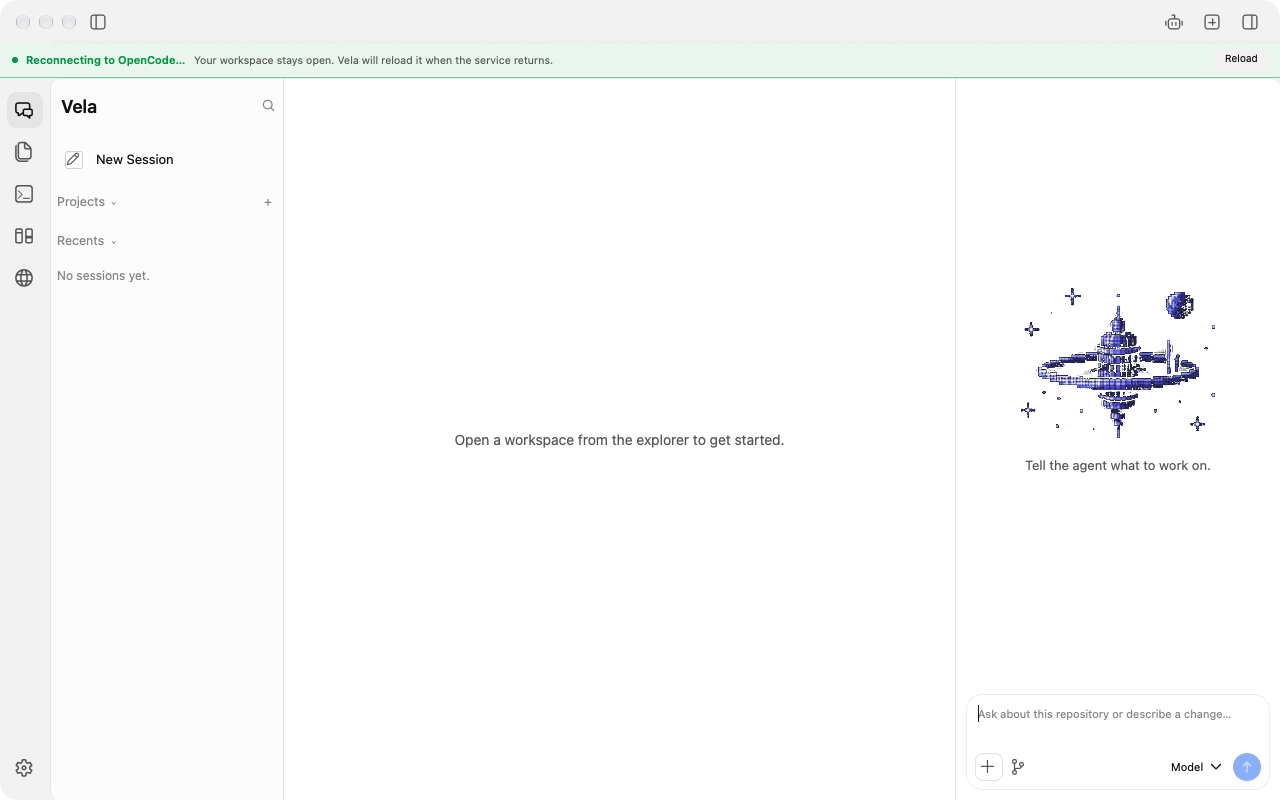 Reconnecting to OpenCode... Your workspace stays open. Vela will reload it when the service returns. Reload
Vela
New Session
Projects
Recents
No sessions yet.
Open a workspace from the explorer to get started.
Tell the agent what to work on.
Ask about this repository or describe a change...
Model